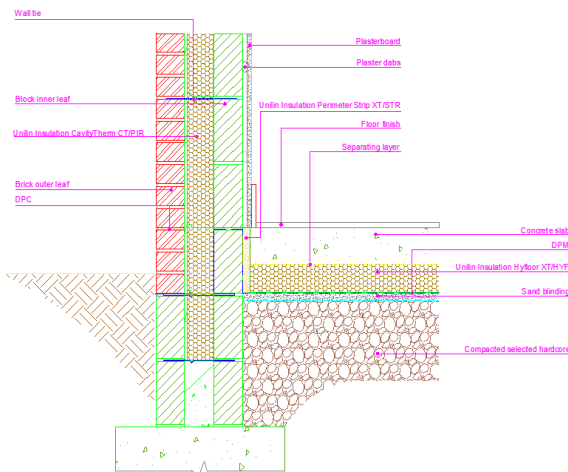 Wall tie
Plasterboard
Plaster dabs
Block inner leaf
Unilin Insulation Perimeter Strip XT/STR
Floor finish
Unilin Insulation CavityTherm CT/PIR
Separating layer
Brick outer leaf
DPC
Concrete slab
DPM
Unilin Insulation Hyfloor XT/HYF
Sand blinding
Compacted selected hardcore